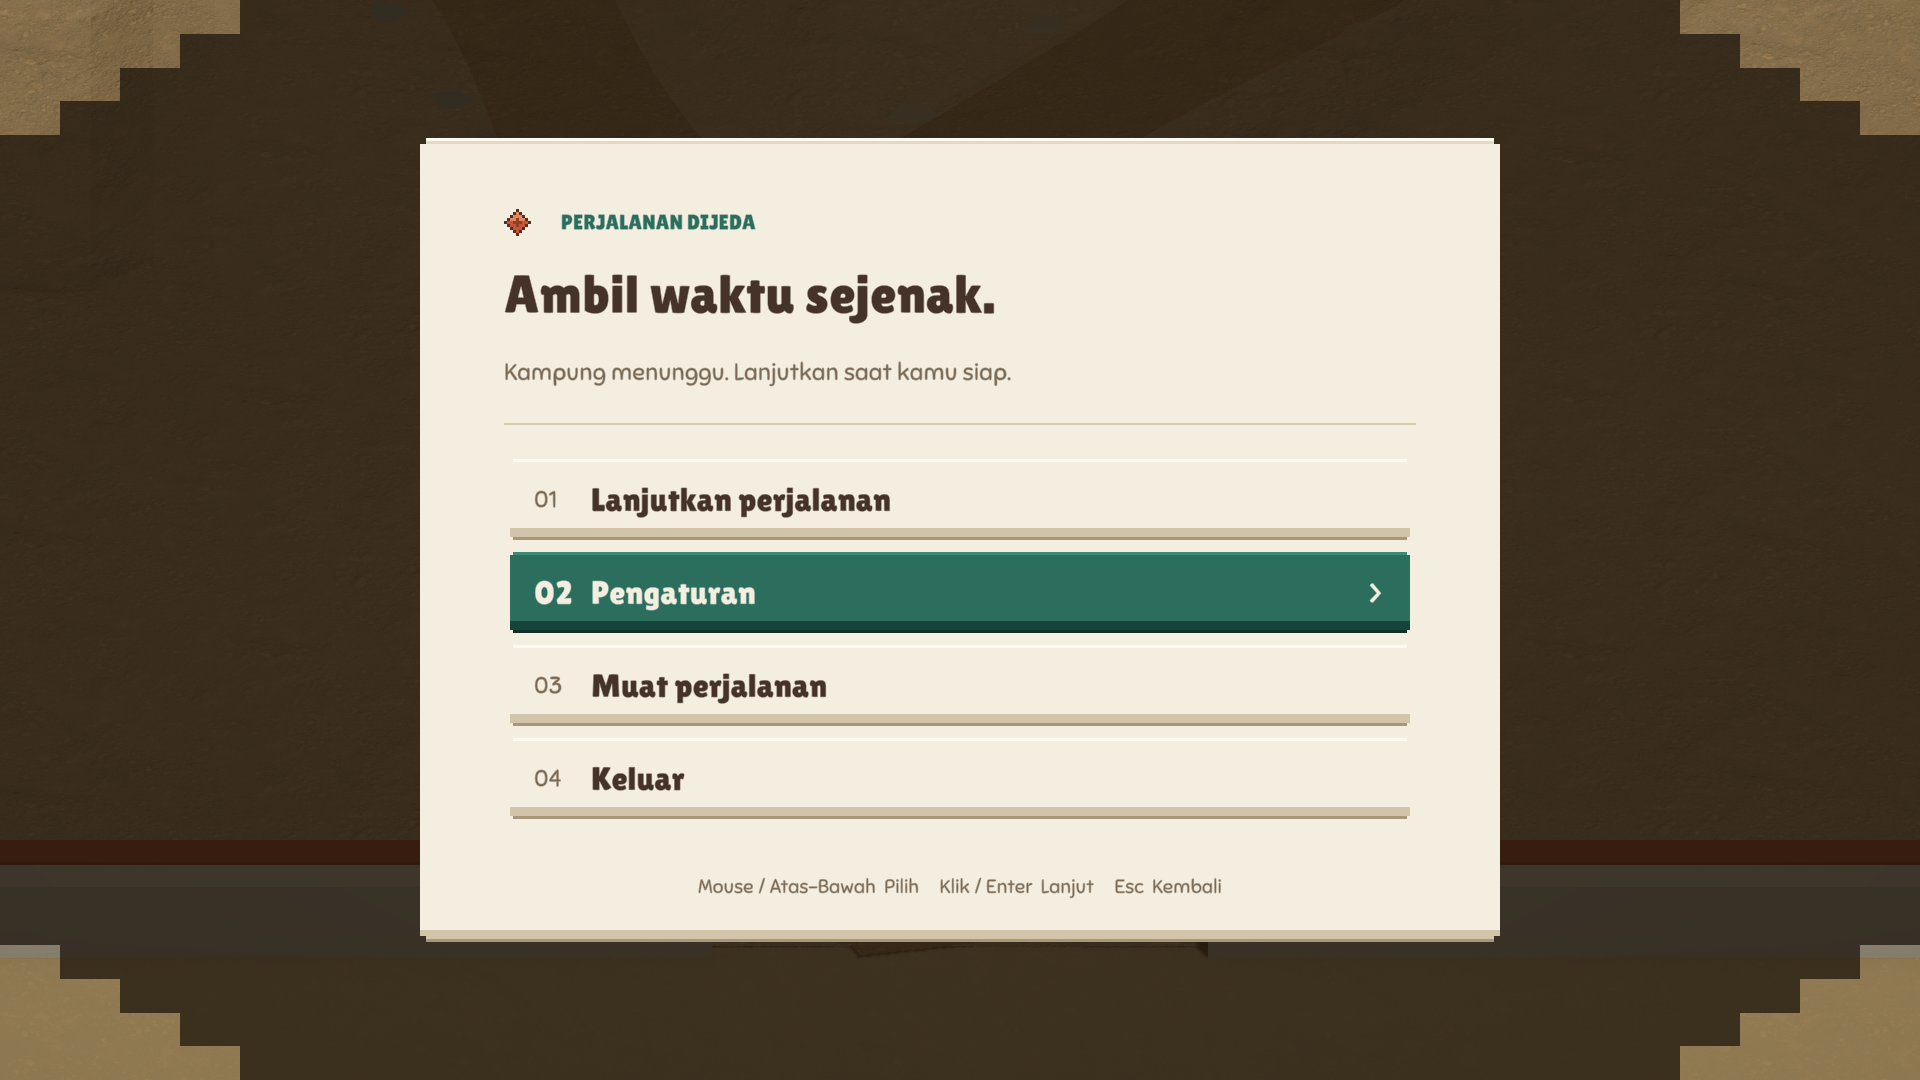 PERJALANAN DIJEDA
Ambil waktu sejenak.
Kampung menunggu. Lanjutkan saat kamu siap.
01 Lanjutkan perjalanan
02 Pengaturan
03 Muat perjalanan
04 Keluar
Mouse / Atas-Bawah Pilih Klik / Enter Lanjut Esc Kembali